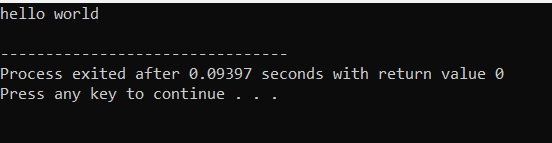 hello world
--------------------------------
Process exited after 0.09397 seconds with return value 0
Press any key to continue . . .